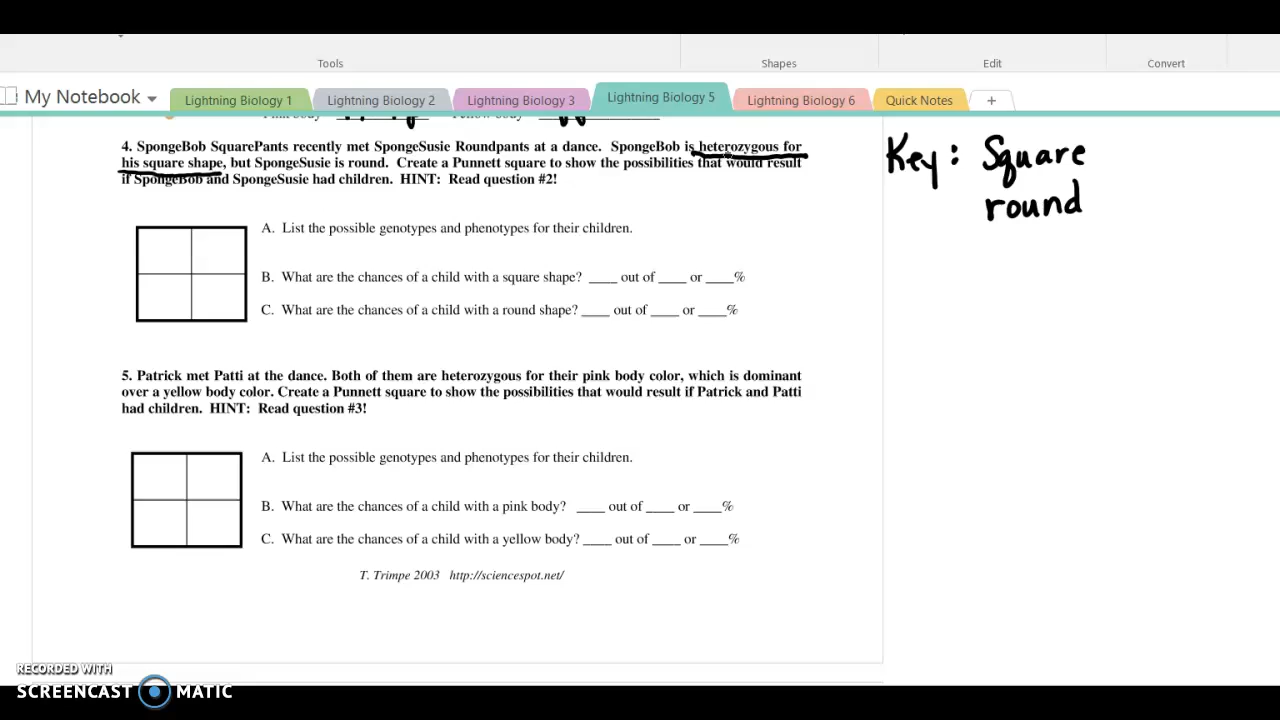 Tools
Shapes
Edit
Convert
My Notebook
Lightning Biology 1
Lightning Biology 2
Lightning Biology 3
Lightning Biology 5
Lightning Biology 6
Quick Notes
+
4. SpongeBob SquarePants recently met SpongeSusie Roundpants at a dance. SpongeBob is heterozygous for
his square shape, but SpongeSusie is round. Create a Punnett square to show the possibilities that would result
if SpongeBob and SpongeSusie had children. HINT: Read question #2!
Key: Square
round
A. List the possible genotypes and phenotypes for their children.
B. What are the chances of a child with a square shape? ____ out of ____ or ____%
C. What are the chances of a child with a round shape? ____ out of ____ or ____%
5. Patrick met Patti at the dance. Both of them are heterozygous for their pink body color, which is dominant
over a yellow body color. Create a Punnett square to show the possibilities that would result if Patrick and Patti
had children. HINT: Read question #3!
A. List the possible genotypes and phenotypes for their children.
B. What are the chances of a child with a pink body? ____ out of ____ or ____%
C. What are the chances of a child with a yellow body? ____ out of ____ or ____%
T. Trimpe 2003 http://sciencespot.net/
RECORDED WITH
SCREENCAST MATIC